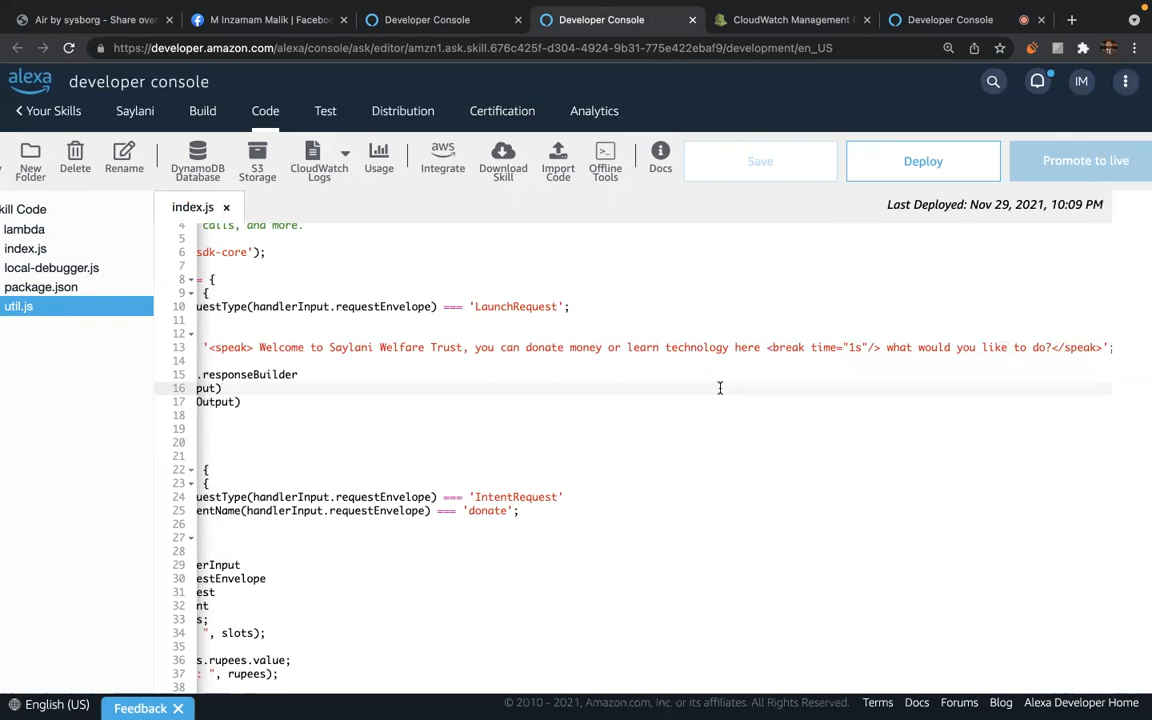 Air by sysborg - Share over
M Inzamam Malik | Faceboo
Developer Console
Developer Console
CloudWatch Management C
Developer Console
https://developer.amazon.com/alexa/console/ask/editor/amzn1.ask.skill.676c425f-d304-4924-9b31-775e422ebaf9/development/en_US
alexa developer console
IM
Your Skills Saylani Build Code Test Distribution Certification Analytics
New Folder
Delete
Rename
DynamoDB Database
S3 Storage
CloudWatch Logs
Usage
aws Integrate
Download Skill
Import Code
Offline Tools
Docs
Save
Deploy
Promote to live
kill Code
lambda
index.js
local-debugger.js
package.json
util.js
index.js ×
Last Deployed: Nov 29, 2021, 10:09 PM
4 calls, and more.
5
6 sdk-core');
7
8 = {
9 {
10 uestType(handlerInput.requestEnvelope) === 'LaunchRequest';
11
12
13 '<speak> Welcome to Saylani Welfare Trust, you can donate money or learn technology here <break time="1s"/> what would you like to do?</speak>';
14
15 .responseBuilder
16 put)
17 Output)
18
19
20
21
22 {
23 {
24 uestType(handlerInput.requestEnvelope) === 'IntentRequest'
25 entName(handlerInput.requestEnvelope) === 'donate';
26
27
28
29 erInput
30 estEnvelope
31 est
32 nt
33 s;
34 ", slots);
35
36 s.rupees.value;
37 : ", rupees);
38
English (US)
Feedback ×
© 2010 - 2021, Amazon.com, Inc. or its affiliates. All Rights Reserved.
Terms Docs Forums Blog Alexa Developer Home